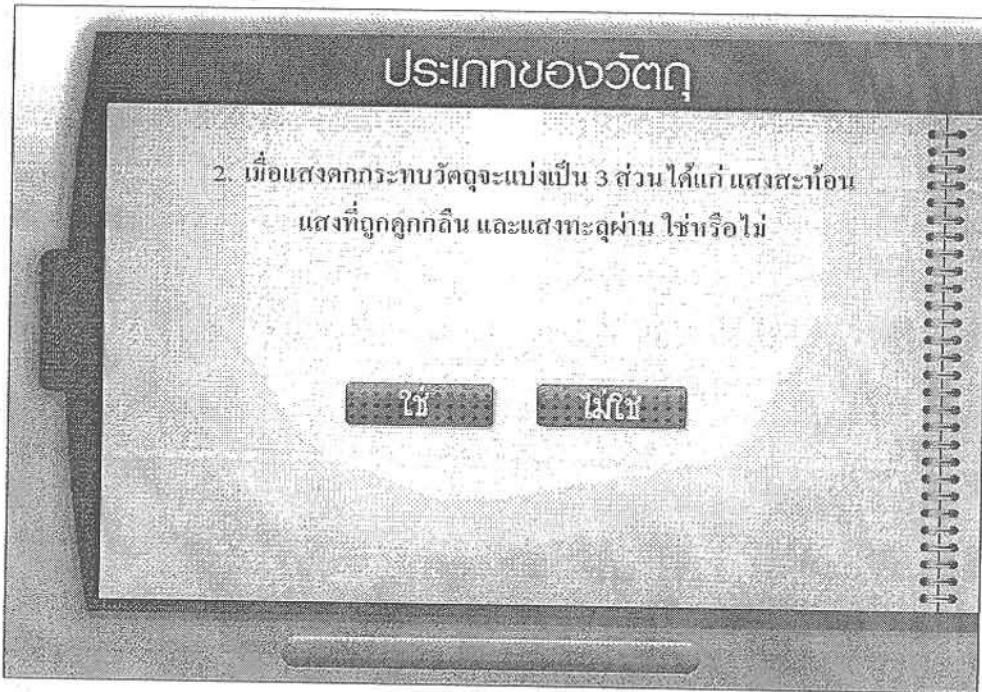 ประเภทของวัตถุ
2. เมื่อแสงตกกระทบวัตถุจะแบ่งเป็น 3 ส่วน ได้แก่ แสงสะท้อน
แสงที่ถูกดูกกลืน และแสงทะลุผ่าน ใช่หรือไม่
ใช่
ไม่ใช่